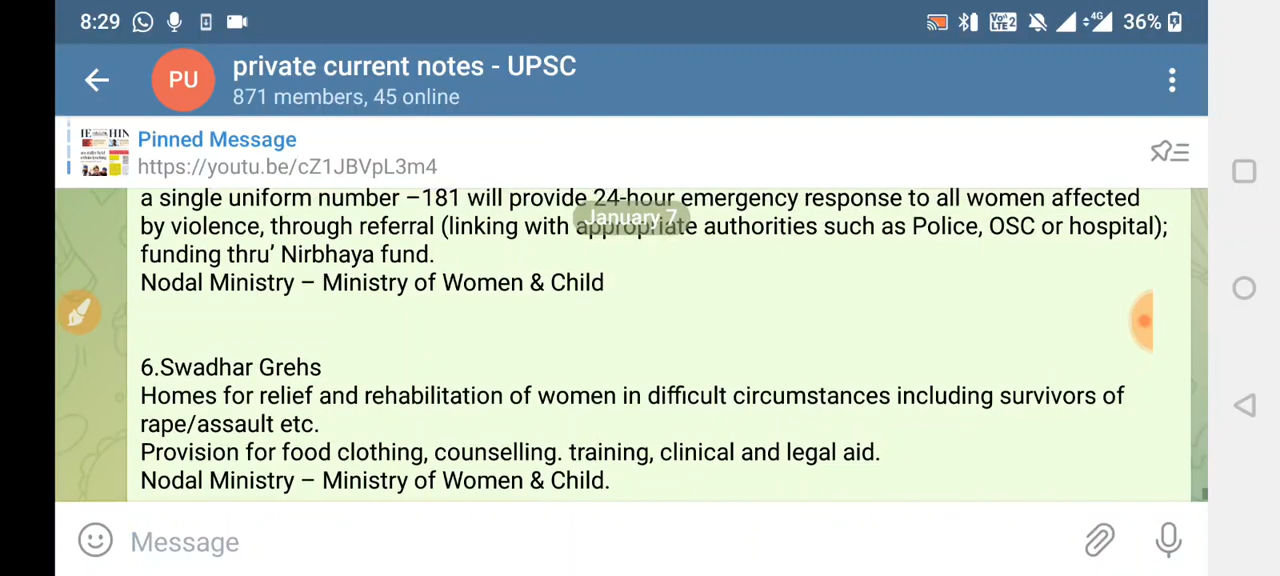 8:29
Vo)
LTE2
4G
36%
PU
private current notes - UPSC
871 members, 45 online
Pinned Message
https://youtu.be/cZ1JBVpL3m4
a single uniform number –181 will provide 24-hour emergency response to all women affected
January 7
by violence, through referral (linking with appropriate authorities such as Police, OSC or hospital);
funding thru’ Nirbhaya fund.
Nodal Ministry – Ministry of Women & Child
6.Swadhar Grehs
Homes for relief and rehabilitation of women in difficult circumstances including survivors of
rape/assault etc.
Provision for food clothing, counselling. training, clinical and legal aid.
Nodal Ministry – Ministry of Women & Child.
Message